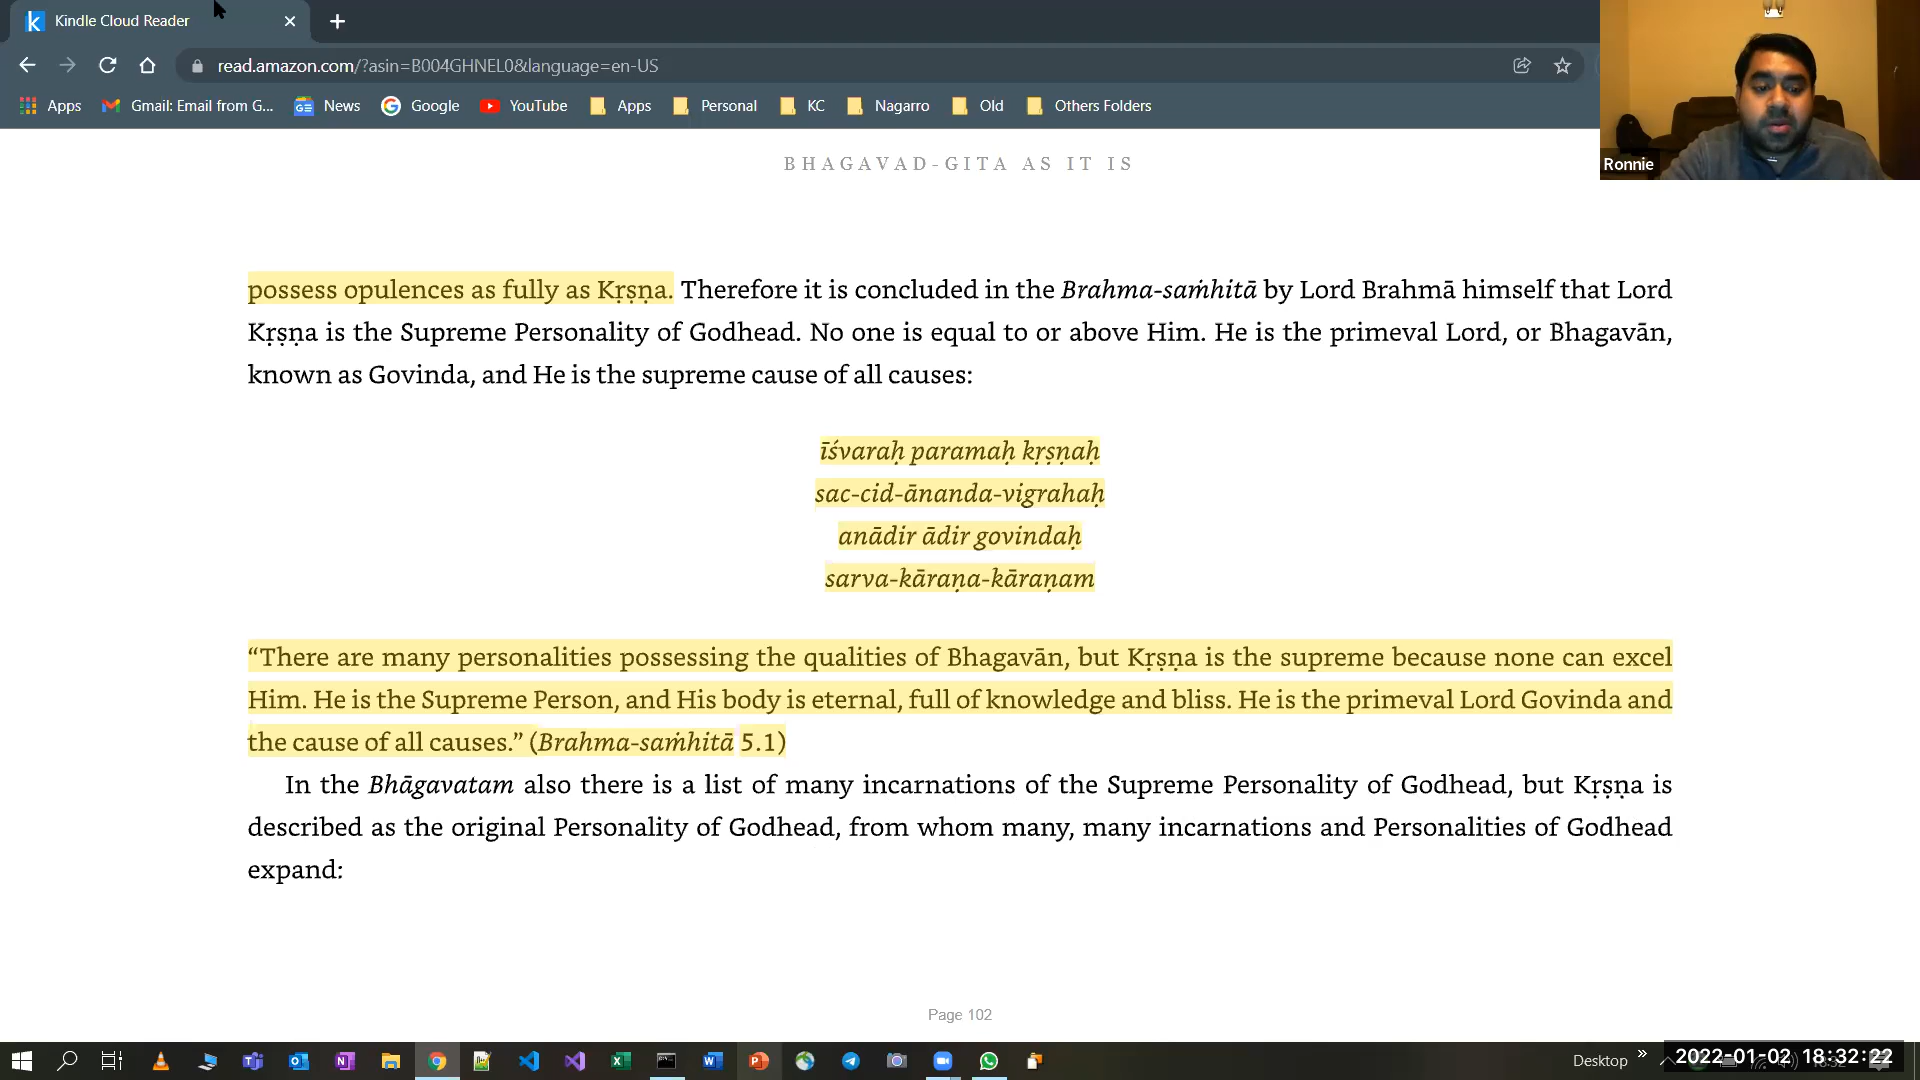 Kindle Cloud Reader
read.amazon.com/?asin=B004GHNEL0&language=en-US
Apps Gmail: Email from G... News Google YouTube Apps Personal KC Nagarro Old Others Folders
Ronnie
BHAGAVAD-GITA AS IT IS
possess opulences as fully as Kṛṣṇa. Therefore it is concluded in the Brahma-saṁhitā by Lord Brahmā himself that Lord
Kṛṣṇa is the Supreme Personality of Godhead. No one is equal to or above Him. He is the primeval Lord, or Bhagavān,
known as Govinda, and He is the supreme cause of all causes:
īśvaraḥ paramaḥ kṛṣṇaḥ
sac-cid-ānanda-vigrahaḥ
anādir ādir govindaḥ
sarva-kāraṇa-kāraṇam
“There are many personalities possessing the qualities of Bhagavān, but Kṛṣṇa is the supreme because none can excel
Him. He is the Supreme Person, and His body is eternal, full of knowledge and bliss. He is the primeval Lord Govinda and
the cause of all causes.” (Brahma-saṁhitā 5.1)
In the Bhāgavatam also there is a list of many incarnations of the Supreme Personality of Godhead, but Kṛṣṇa is
described as the original Personality of Godhead, from whom many, many incarnations and Personalities of Godhead
expand:
Page 102
Desktop 2022-01-02 18:32:22